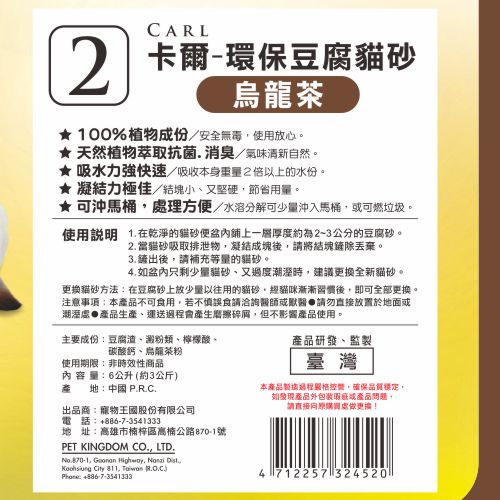 2
CARL
卡爾-環保豆腐貓砂
烏龍茶
★ 100%植物成份/安全無毒,使用放心。
★ 天然植物萃取抗菌.消臭/氣味清新自然。
★ 吸水力強快速/吸收本身重量2倍以上的水份。
★ 凝結力極佳/結塊小、又堅硬,節省用量。
★ 可沖馬桶,處理方便/水溶分解可少量沖入馬桶,或可燃垃圾。
使用說明 1.在乾淨的貓砂便盆內舖上一層厚度約為2~3公分的豆腐砂。
2.當貓砂吸取排泄物,凝結成塊後,請將結塊鏟除丟棄。
3.鏟出後,請補充等量的貓砂。
4.如盆內只剩少量貓砂、又過度潮溼時,建議更換全新貓砂。
更換貓砂方法:在豆腐砂上放少量以往用的貓砂,經貓咪漸漸習慣後,即可全部更換。
注意事項:本產品不可食用,若不慎誤食請洽詢醫師或獸醫●請勿直接放置於地面或
潮溼處●產品生產、運送過程會產生磨擦碎屑,但不影響產品使用。
主要成份:豆腐渣、澱粉類、檸檬酸、
碳酸鈣、烏龍茶粉
使用期限:非時效性商品
內 容 量:6公升(約3公斤)
產 地:中國 P.R.C.
產品研發、監製
臺灣
本產品製造過程嚴格控管,確保品質穩定,
如發現產品外包裝瑕疵或產品問題,
請直接向原購買處做更換!
出品商:寵物王國股份有限公司
電 話:+886-7-3541333
地 址:高雄市楠梓區高楠公路870-1號
PET KINGDOM CO., LTD.
No.870-1, Gaonan Highway, Nanzi Dist.,
Kaohsiung City 811, Taiwan (R.O.C.)
Phone: +886-7-3541333
4 712257 324520